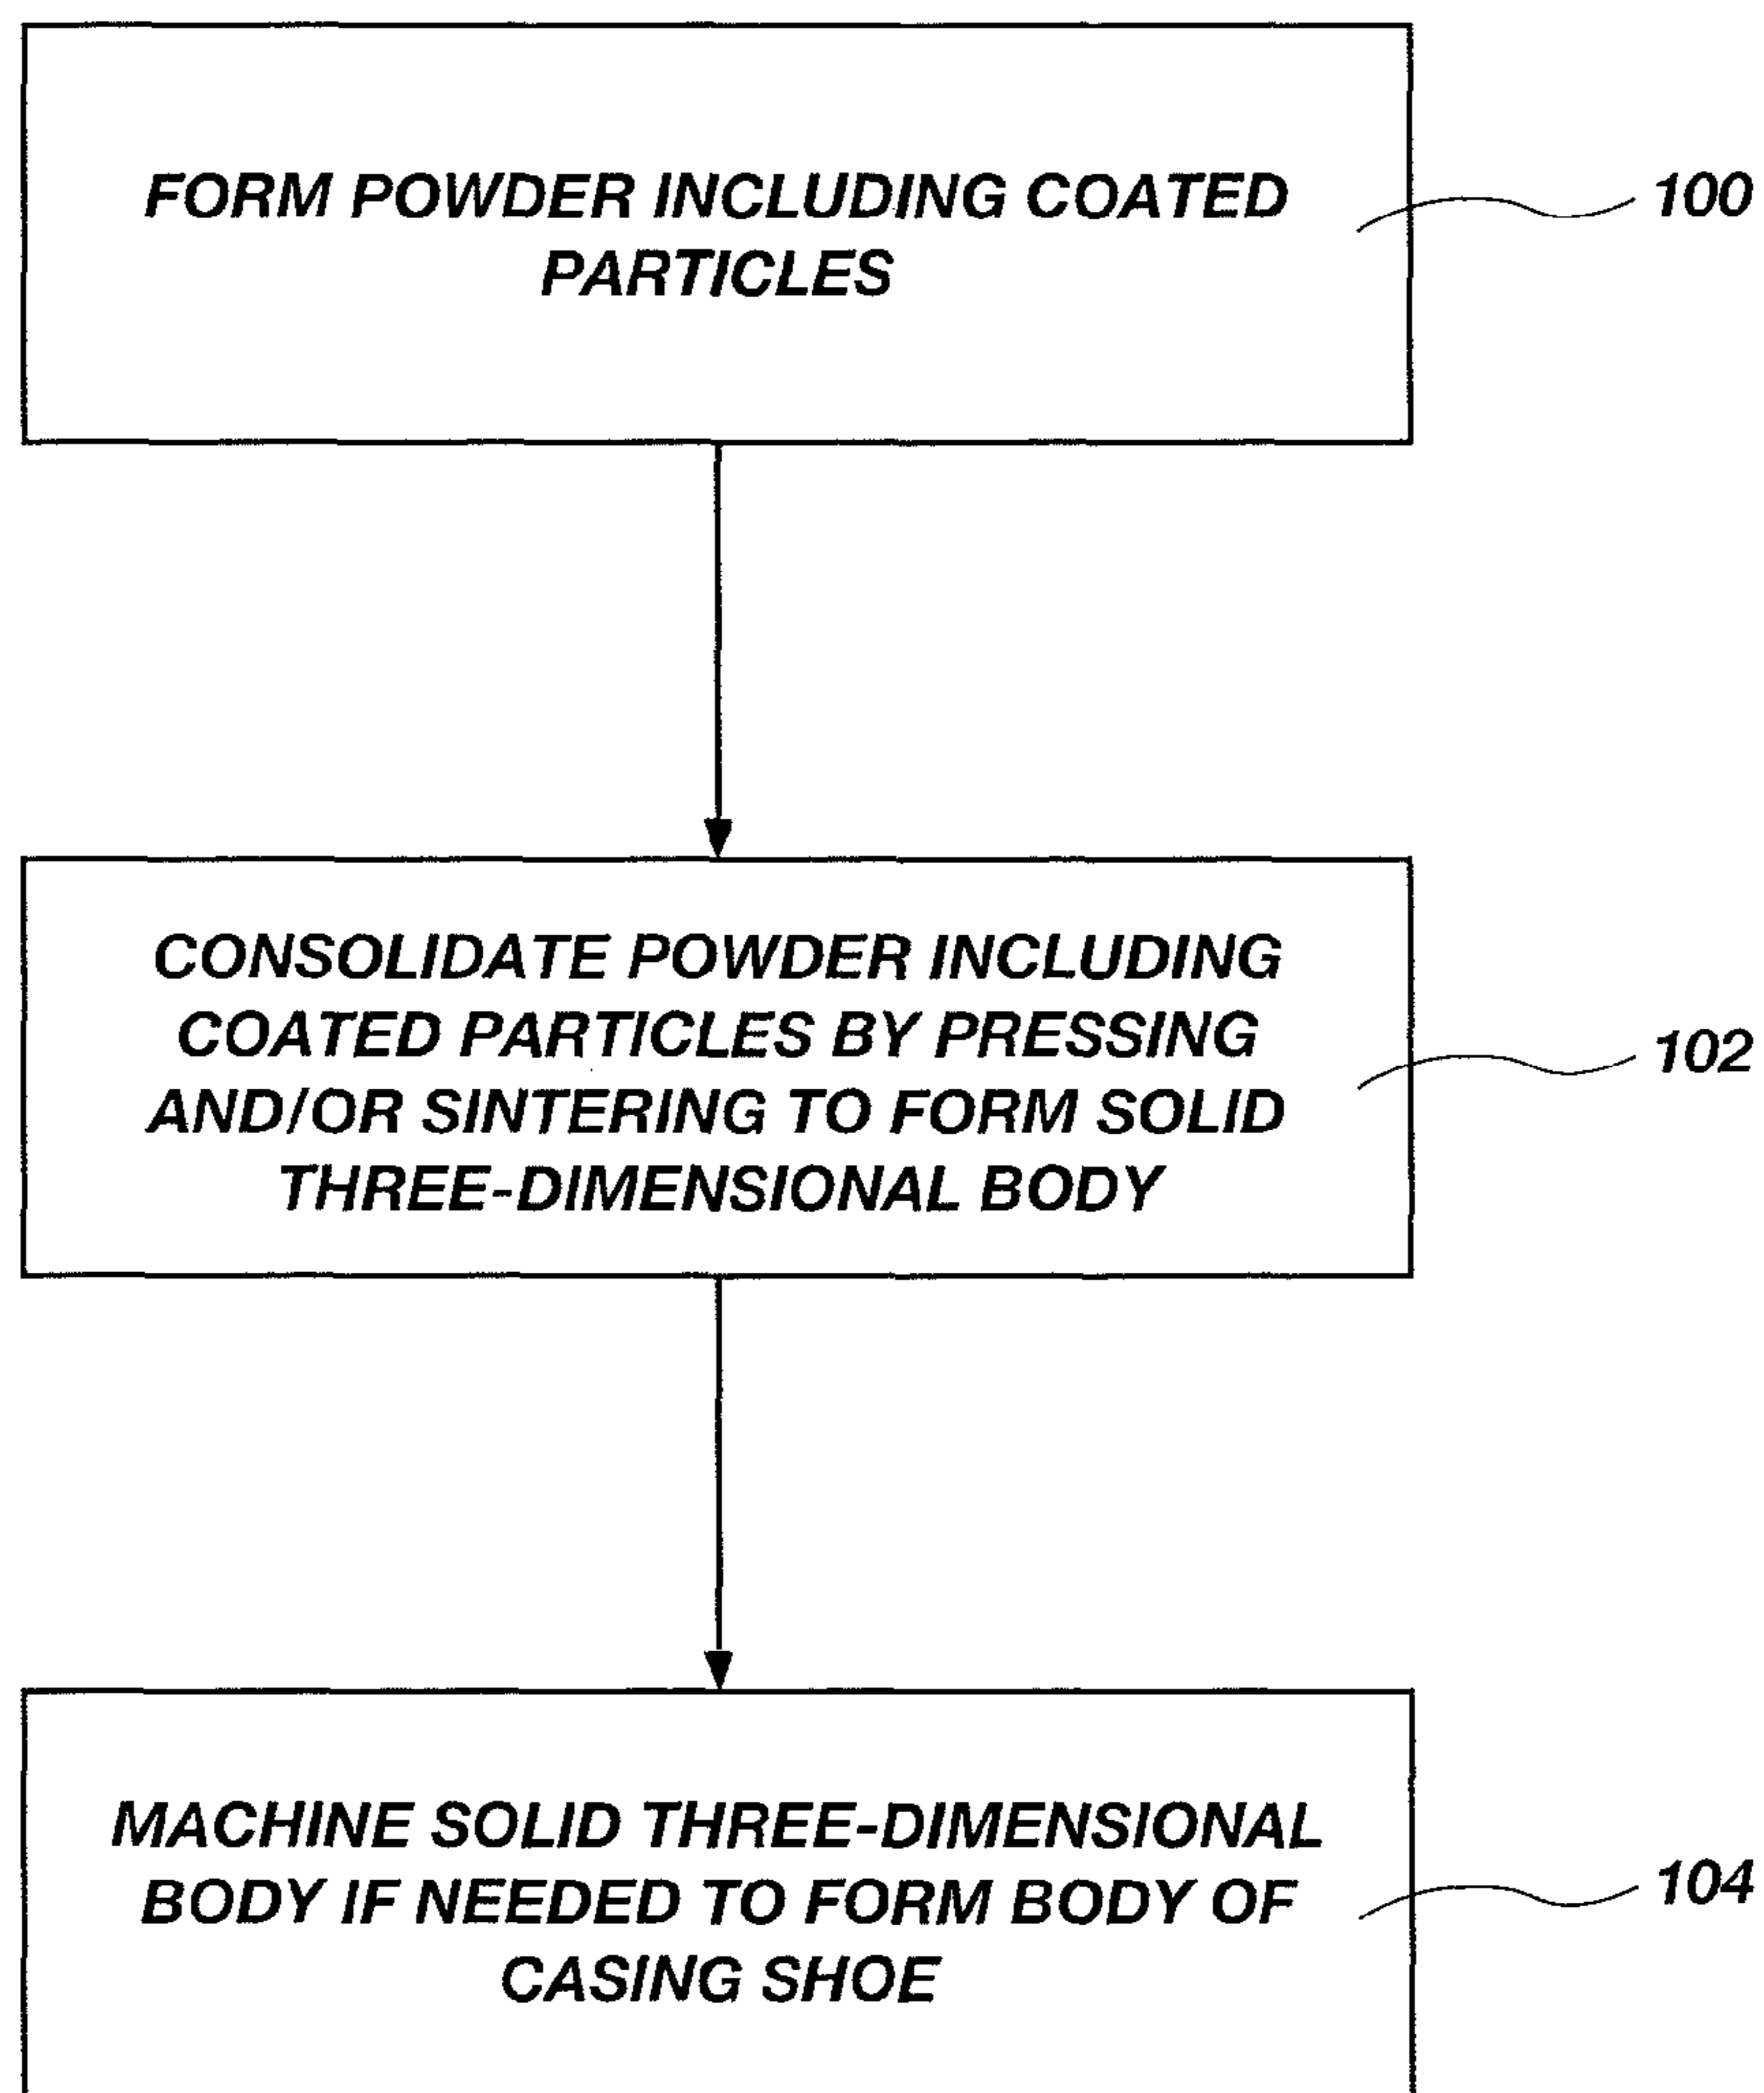 FORM POWDER INCLUDING COATED
PARTICLES
100
CONSOLIDATE POWDER INCLUDING
COATED PARTICLES BY PRESSING
AND/OR SINTERING TO FORM SOLID
THREE-DIMENSIONAL BODY
102
MACHINE SOLID THREE-DIMENSIONAL
BODY IF NEEDED TO FORM BODY OF
CASING SHOE
104